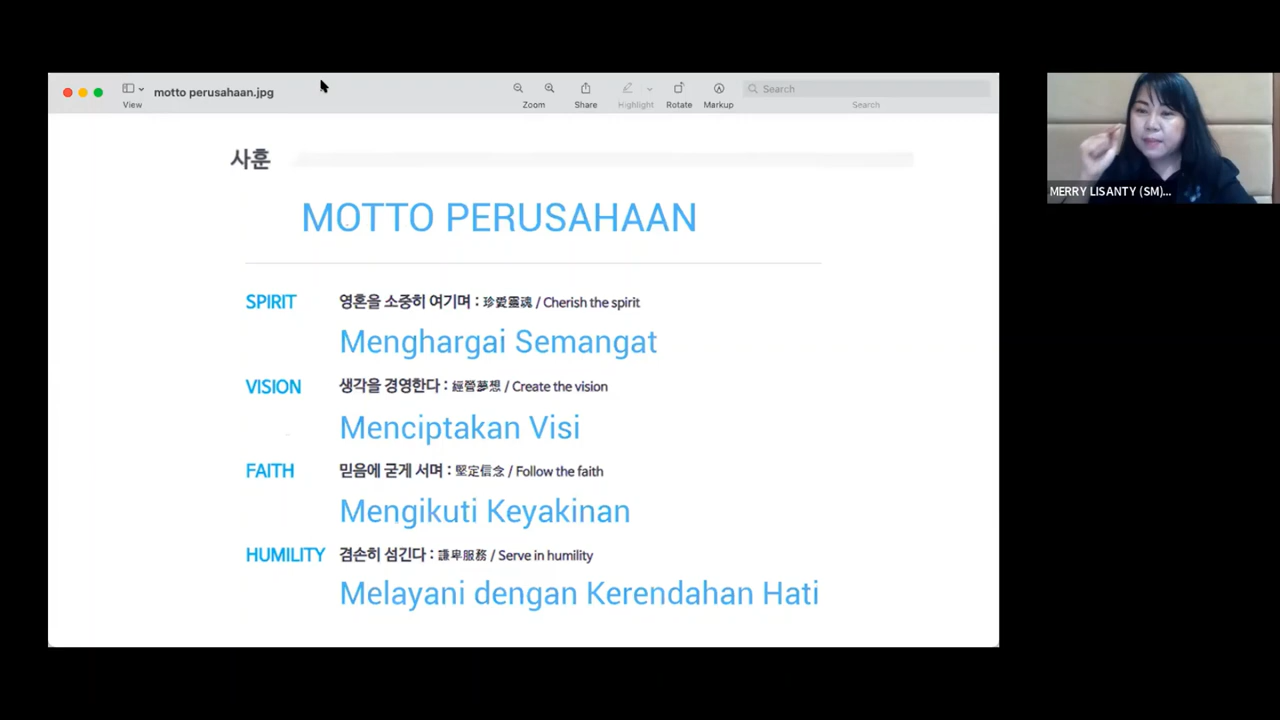 motto perusahaan.jpg
View
Zoom
Share
Highlight
Rotate
Markup
Search
Search
사훈
MOTTO PERUSAHAAN
SPIRIT 영혼을 소중히 여기며 : 珍愛靈魂 / Cherish the spirit
Menghargai Semangat
VISION 생각을 경영한다 : 經營夢想 / Create the vision
Menciptakan Visi
FAITH 믿음에 굳게 서며 : 堅定信念 / Follow the faith
Mengikuti Keyakinan
HUMILITY 겸손히 섬긴다 : 謙卑服務 / Serve in humility
Melayani dengan Kerendahan Hati
MERRY LISANTY (SM)...